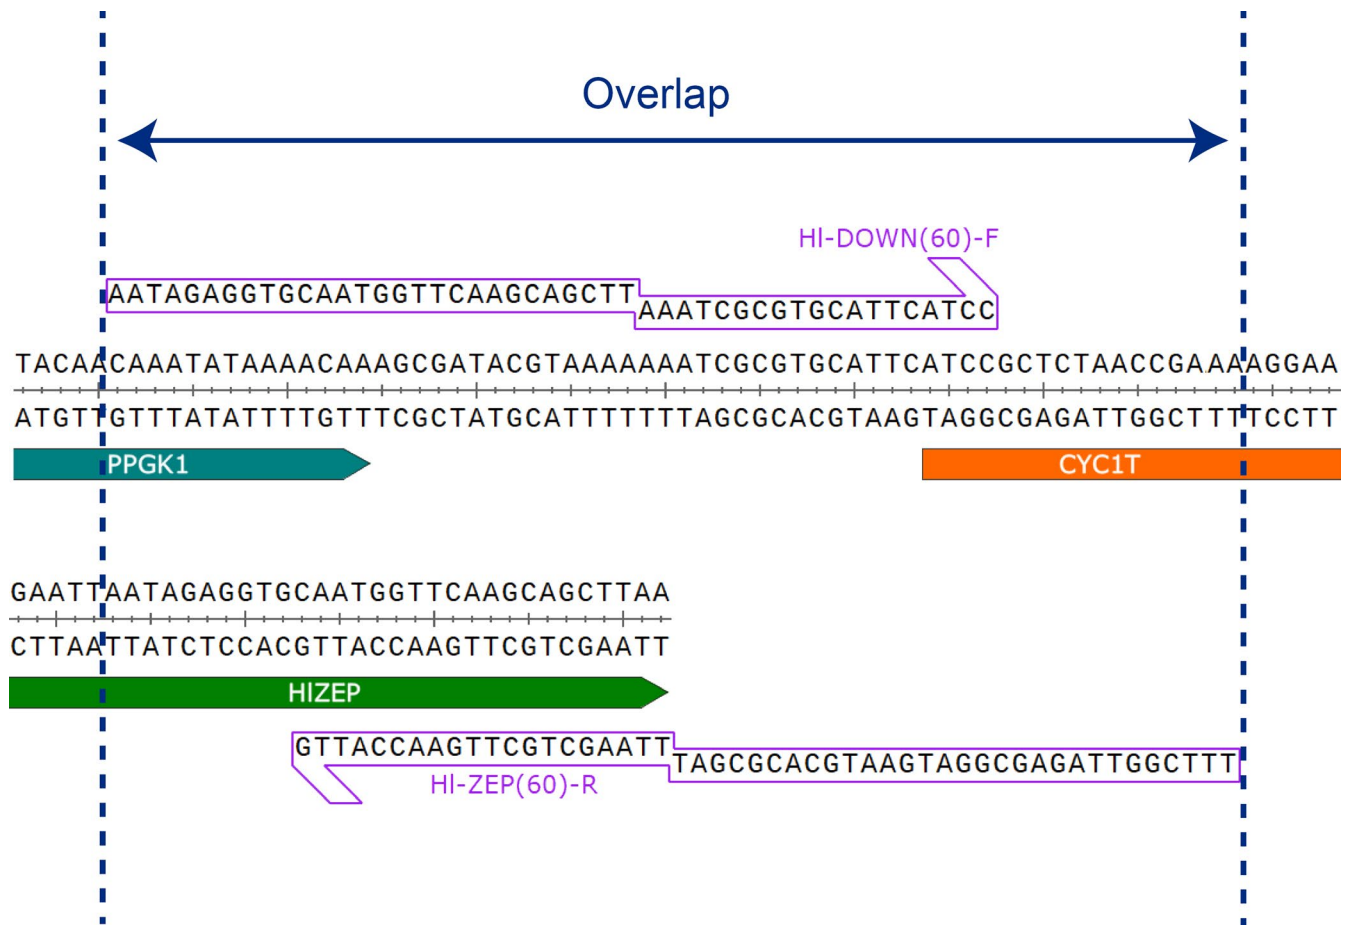 Overlap
HI-DOWN(60)-F
AATAGAGGTGCAATGGTTCAAGCAGCTT
AAATCGCGTGCATTCATCC
TACAACAAATATAAAACAAAGCGATACGTAAAAAAATCGCGTGCATTCATCCGCTCTAACCGAAAAGGAA
ATGTTGTTTATATTTTGTTTCGCTATGCATTTTTTTAGCGCACGTAAGTAGGCGAGATTGGCTTTTCCTT
PPGK1
CYC1T
GAATTAATAGAGGTGCAATGGTTCAAGCAGCTTAA
CTTAATTATCTCCACGTTACCAAGTTCGTCGAATT
HIZEP
GTTACCAAGTTCGTCGAATT
TAGCGCACGTAAGTAGGCGAGATTGGCTTT
HI-ZEP(60)-R